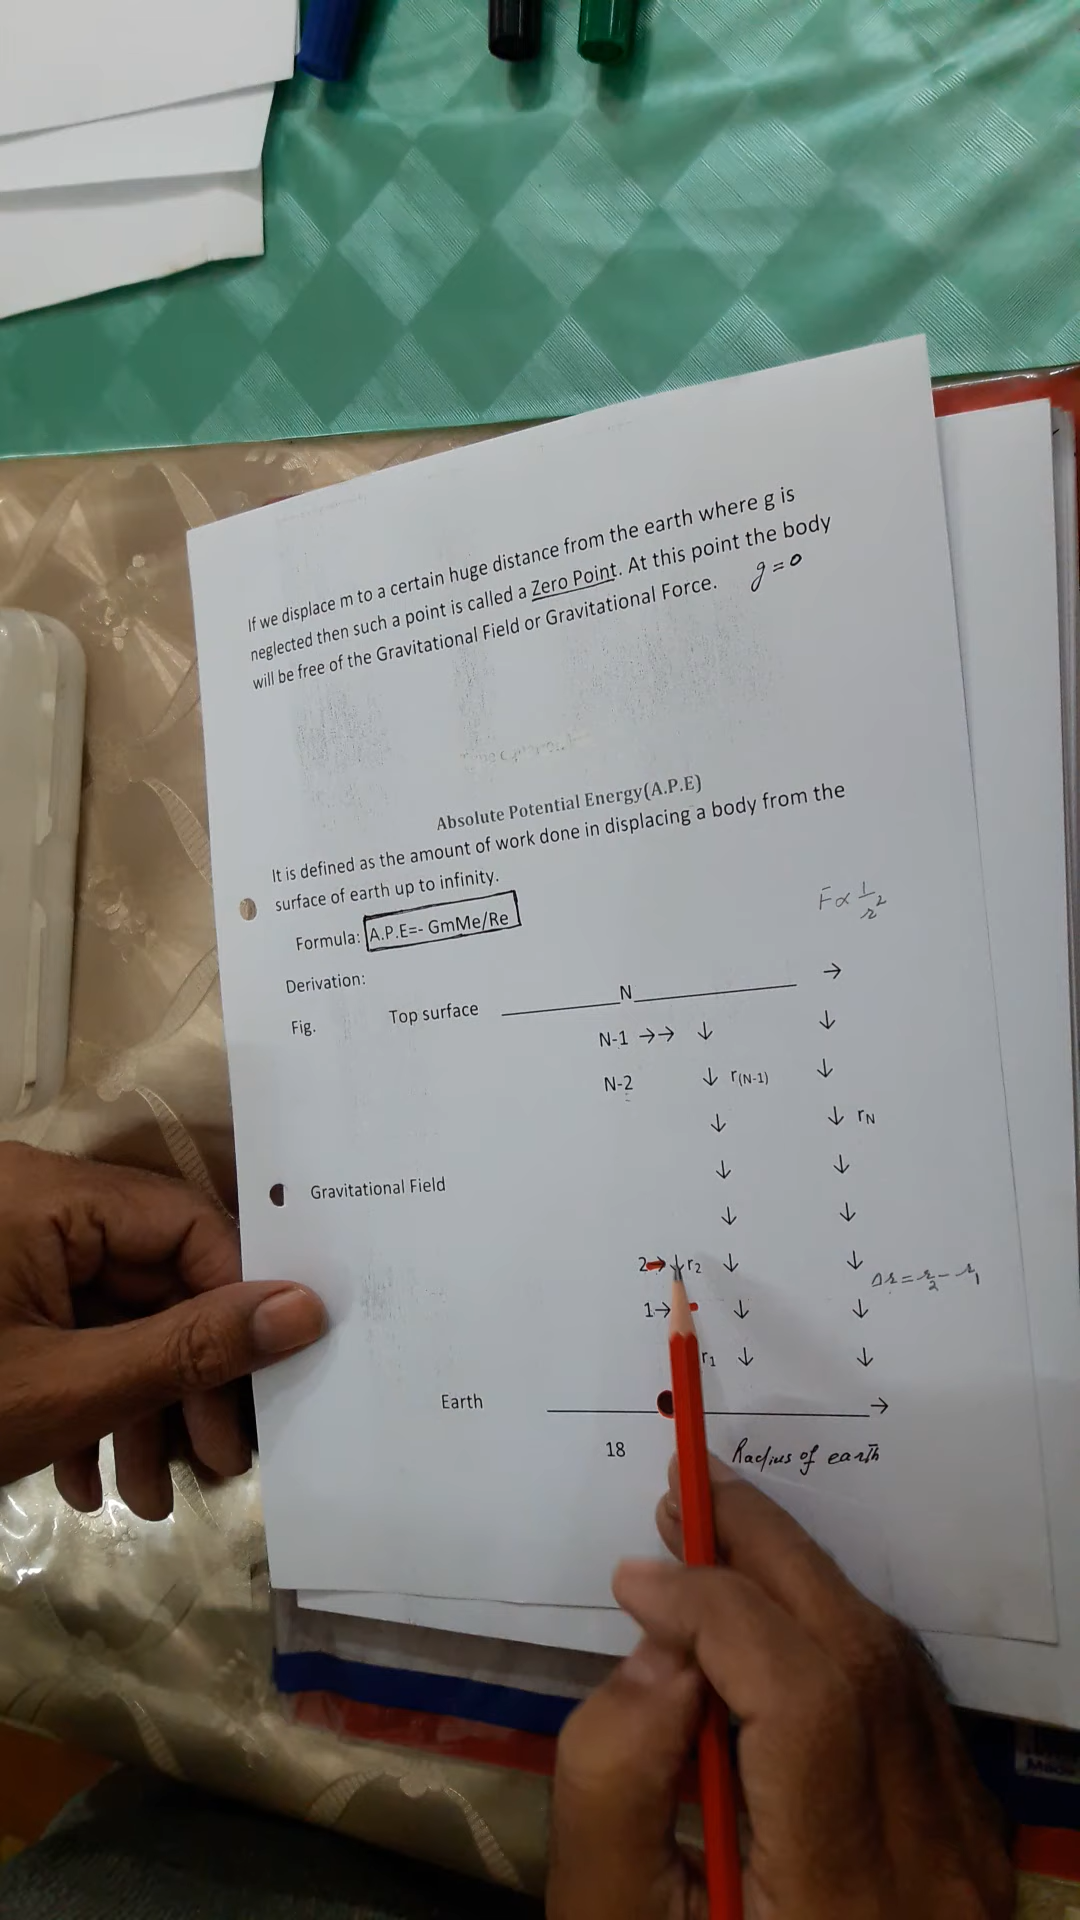 If we displace m to a certain huge distance from the earth where g is
neglected then such a point is called a Zero Point. At this point the body
will be free of the Gravitational Field or Gravitational Force. g=0
Absolute Potential Energy(A.P.E)
It is defined as the amount of work done in displacing a body from the
surface of earth up to infinity.
F∝ 1/r²
Formula: A.P.E=- GmMe/Re
Derivation:
Fig. Top surface N →
N-1 →→ ↓ ↓
N-2 ↓ r(N-1) ↓
↓ ↓ rN
Gravitational Field ↓ ↓
↓ ↓
2→ ↓ r2 ↓ ↓ Δr=r2-r1
1→ ↓ ↓
r1 ↓ ↓
Earth →
18 Radius of earth